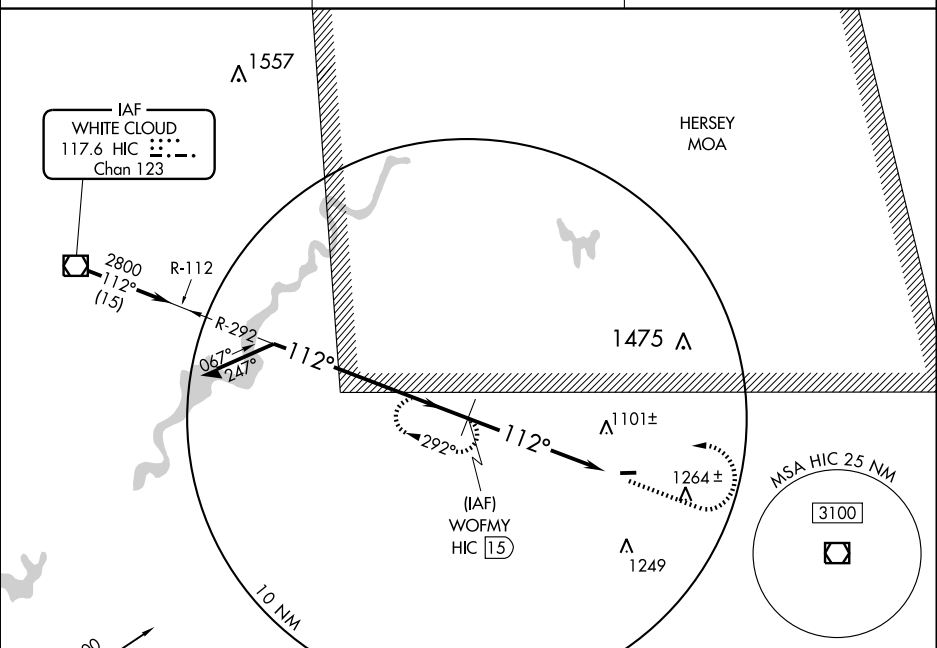 1557
IAF
WHITE CLOUD
117.6 HIC
Chan 123
HERSEY
MOA
2800
112°
(15)
R-112
R-292
067°
247°
112°
1475
292°
112°
1101±
1264±
(IAF)
WOFMY
HIC 15
1249
MSA HIC 25 NM
3100
10 NM